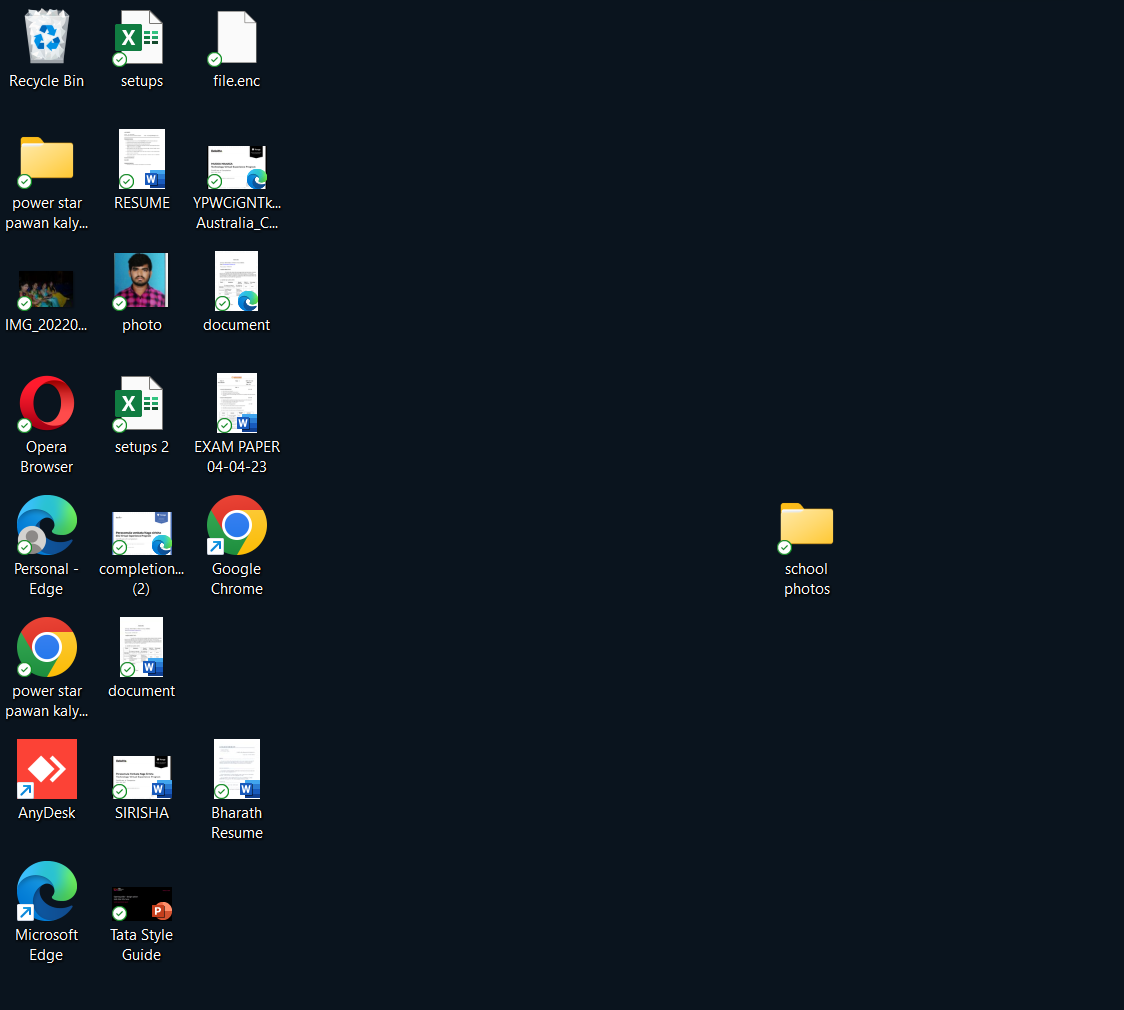 Recycle Bin
setups
file.enc
power star
pawan kaly...
RESUME
YPWCiGNTk...
Australia_C...
IMG_20220...
photo
document
Opera
Browser
setups 2
EXAM PAPER
04-04-23
Personal -
Edge
completion...
(2)
Google
Chrome
school
photos
power star
pawan kaly...
document
AnyDesk
SIRISHA
Bharath
Resume
Microsoft
Edge
Tata Style
Guide